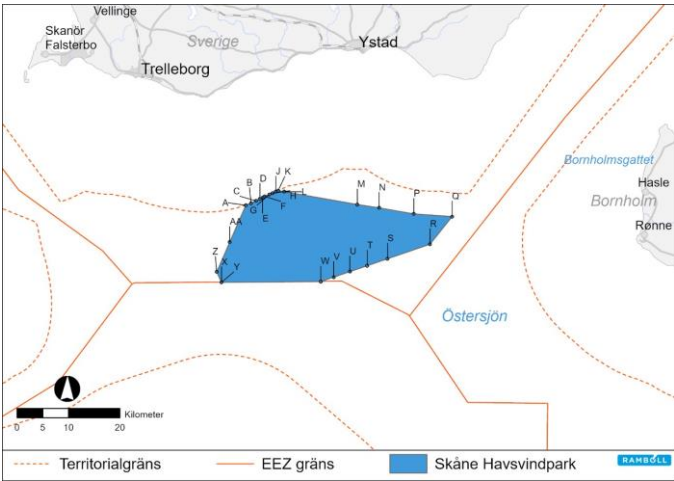 Vellinge
Skanör
Falsterbo
Sverige
Ystad
Trelleborg
Bornholmsgattet
Hasle
Bornholm
Rønne
J K
B D
C H
M
N
A G F
E
P
Q
AA
R
S
Z
X
T
Y
U
V
W
Östersjön
0 5 10 20 Kilometer
Territorialgräns EEZ gräns Skåne Havsvindpark RAMBOLL